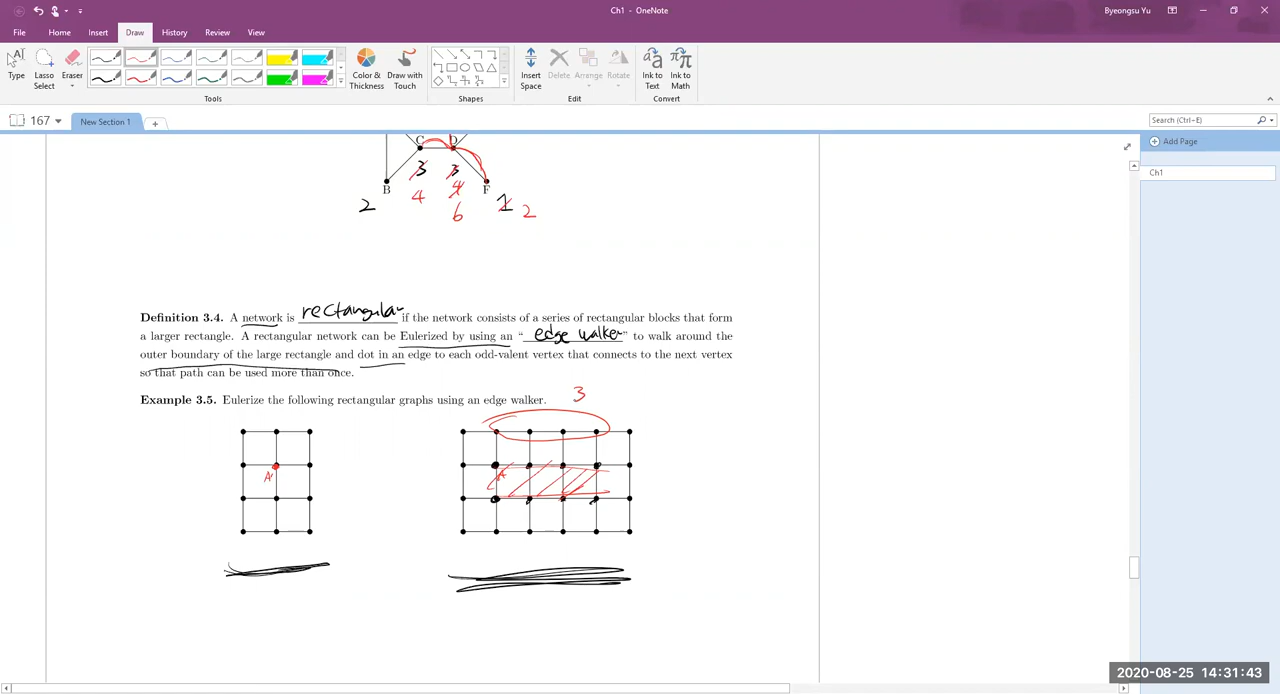 Ch1 - OneNote
Byeongsu Yu
File Home Insert Draw History Review View
Type
Lasso Select
Eraser
Color & Thickness
Draw with Touch
Insert Space
Delete
Arrange
Rotate
Ink to Text
Ink to Math
Tools
Shapes
Edit
Convert
167
New Section 1
Search (Ctrl+E)
Add Page
Ch1
C D
3 3
B F
4 4 1 2
2 6
Definition 3.4. A network is rectangular if the network consists of a series of rectangular blocks that form
a larger rectangle. A rectangular network can be Eulerized by using an “ edge walker ” to walk around the
outer boundary of the large rectangle and dot in an edge to each odd-valent vertex that connects to the next vertex
so that path can be used more than once.
3
Example 3.5. Eulerize the following rectangular graphs using an edge walker.
A
A
2020-08-25 14:31:43